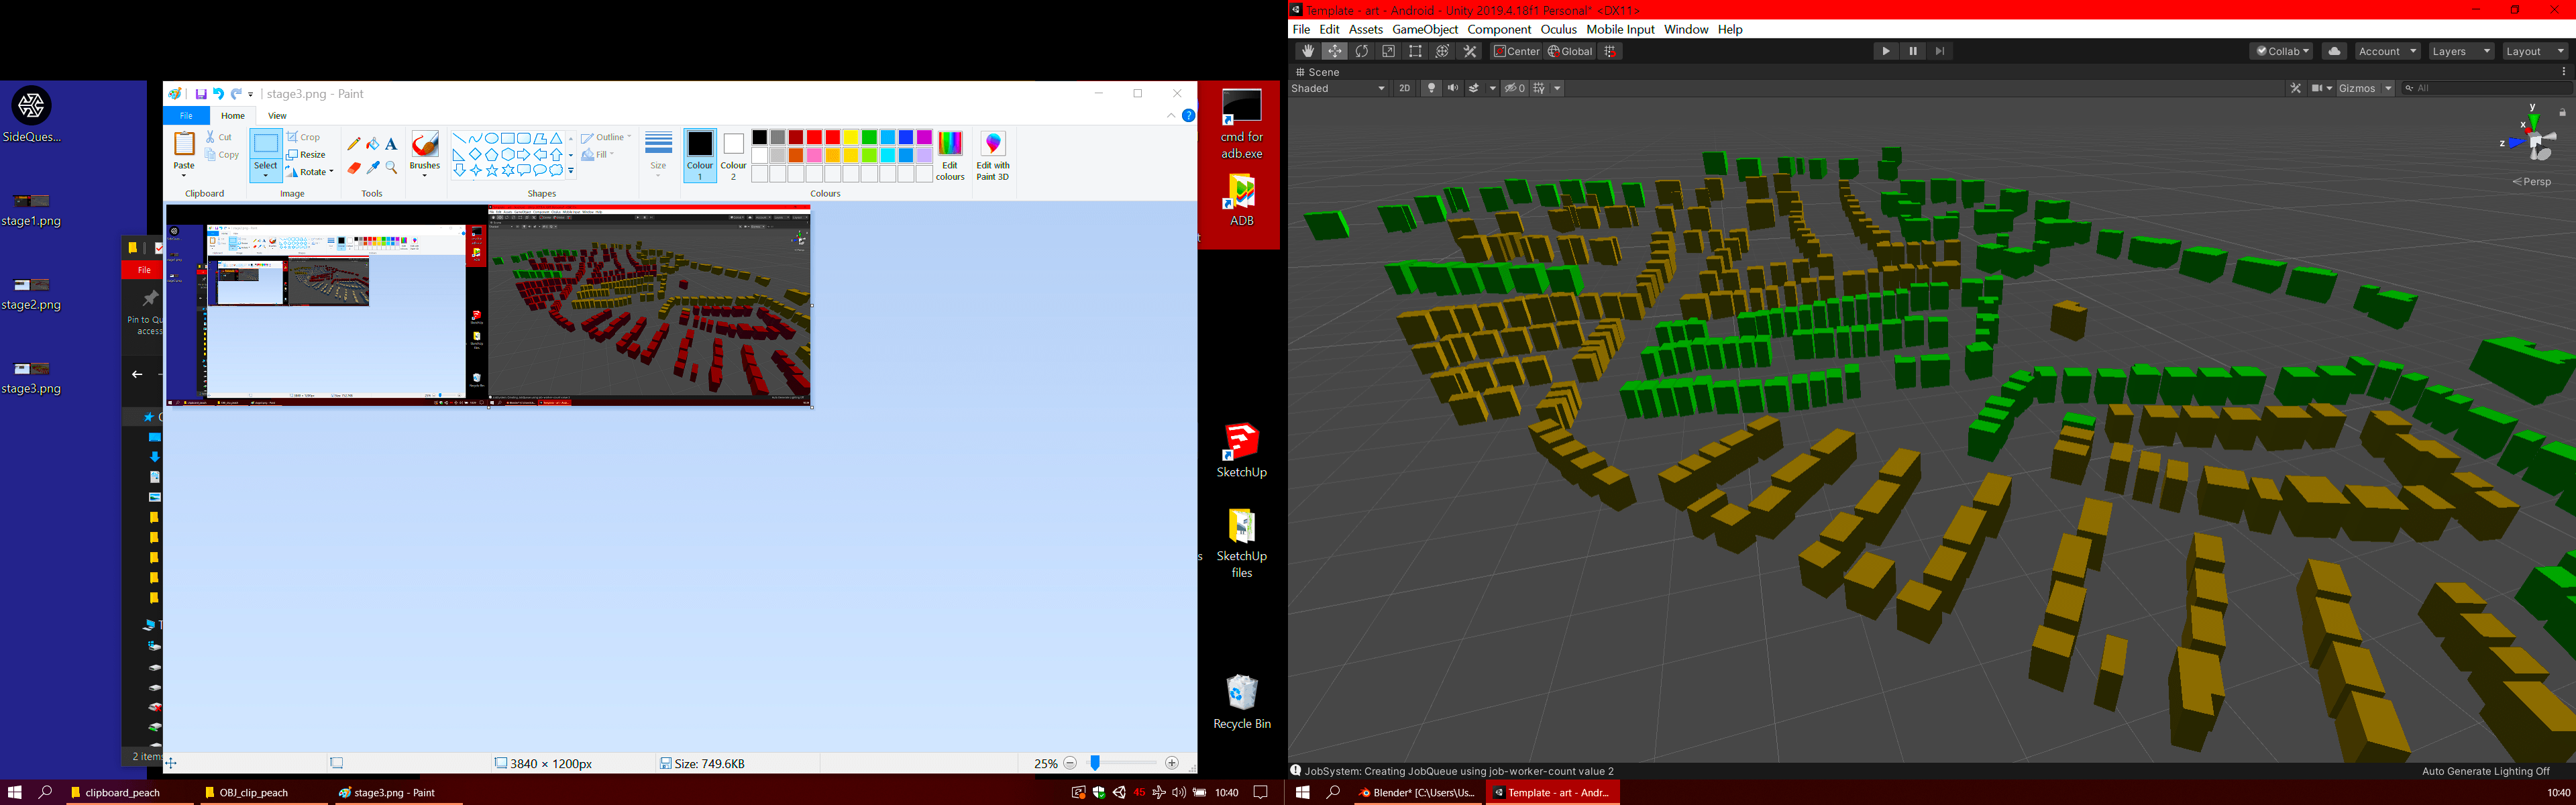 SideQues...
stage1.png
stage2.png
stage3.png
File
Pin to Qu
access
2 items
stage3.png - Paint
File
Home
View
Paste
Cut
Copy
Clipboard
Select
Crop
Resize
Rotate
Image
Tools
Brushes
Shapes
Outline
Fill
Size
Colour
1
Colour
2
Edit
colours
Colours
Edit with
Paint 3D
3840 × 1200px
Size: 749.6KB
25%
cmd for
adb.exe
ADB
SketchUp
SketchUp
files
Recycle Bin
clipboard_peach
OBJ_clip_peach
stage3.png - Paint
45
10:40
Template - art - Android - Unity 2019.4.18f1 Personal* <DX11>
File Edit Assets GameObject Component Oculus Mobile Input Window Help
Center
Global
Collab
Account
Layers
Layout
Scene
Shaded
2D
0
Gizmos
All
y
x
z
Persp
JobSystem: Creating JobQueue using job-worker-count value 2
Auto Generate Lighting Off
Blender* [C:\Users\Us...
Template - art - Andr...
10:40